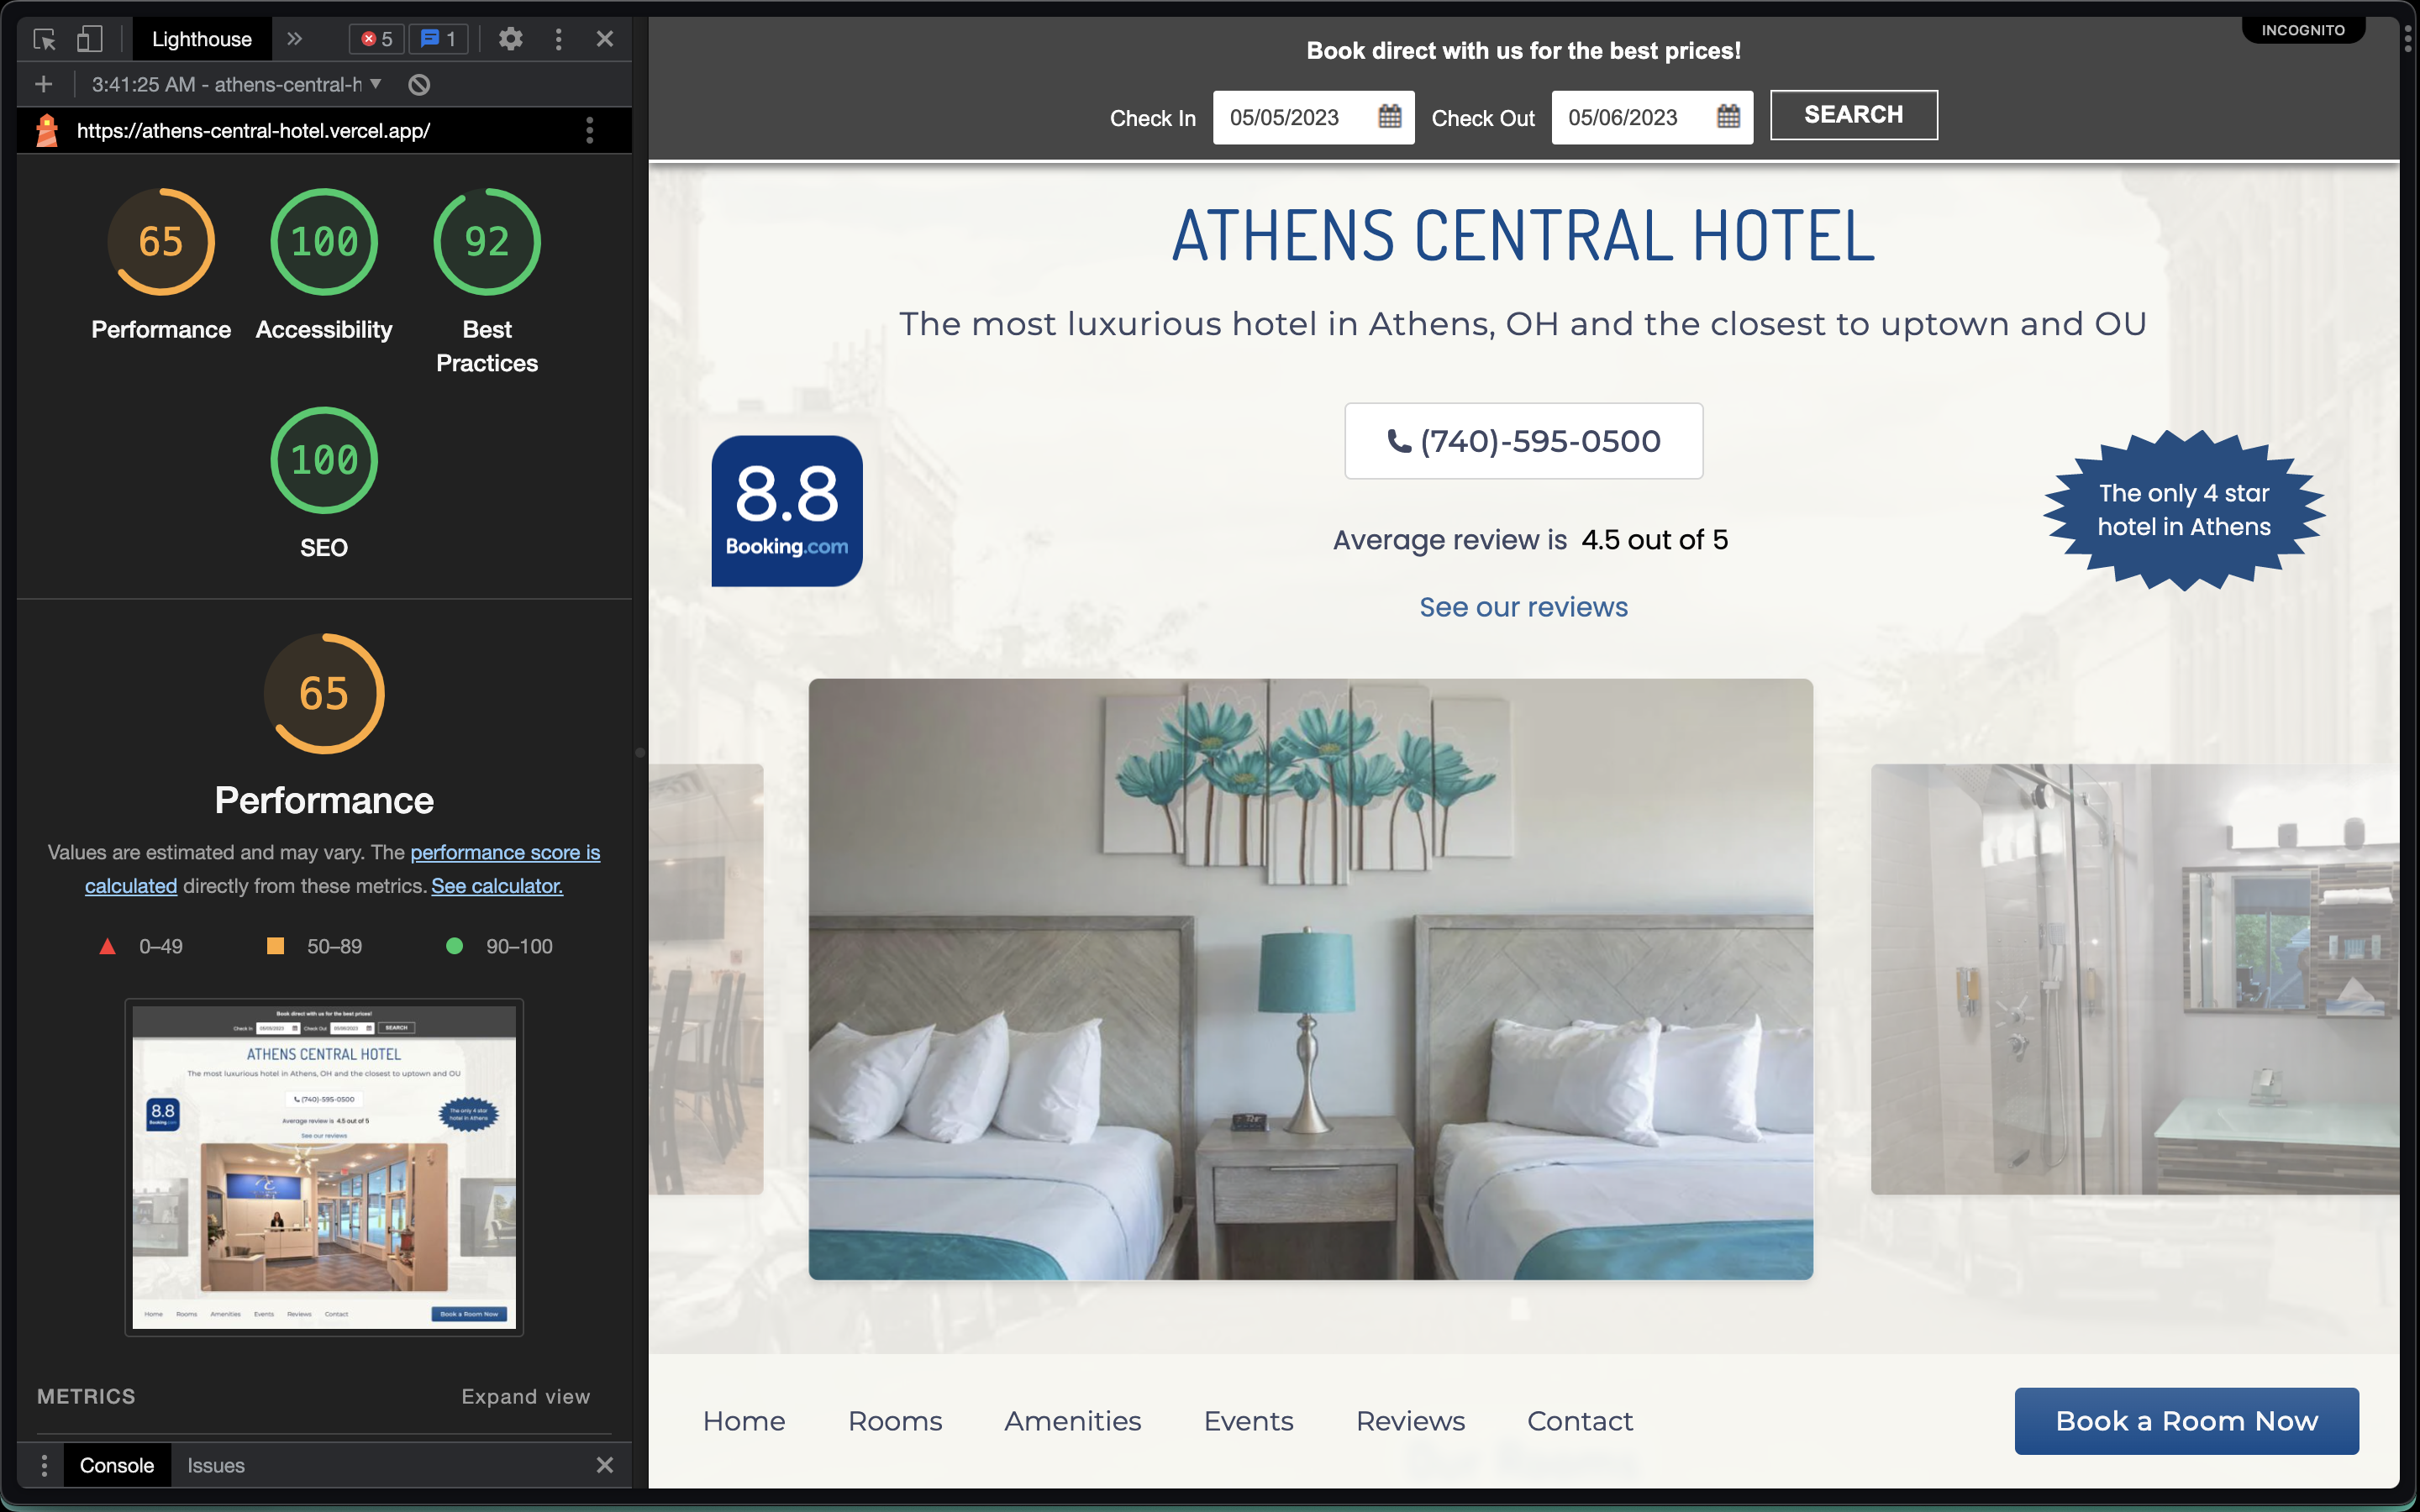 Lighthouse
5
1
3:41:25 AM - athens-central-h
https://athens-central-hotel.vercel.app/
65
Performance
100
Accessibility
92
Best
Practices
100
SEO
65
Performance
Values are estimated and may vary. The performance score is
calculated directly from these metrics. See calculator.
0–49
50–89
90–100
Book direct with us for the best prices!
Check In
05/05/2023
Check Out
05/06/2023
SEARCH
ATHENS CENTRAL HOTEL
The most luxurious hotel in Athens, OH and the closest to uptown and OU
(740)-595-0500
8.8
Booking.com
The only 4 star
hotel in Athens
Average review is 4.5 out of 5
See our reviews
Home Rooms Amenities Events Reviews Contact
Book a Room Now
METRICS
Expand view
Console
Issues
INCOGNITO
Book direct with us for the best prices!
Check In
05/05/2023
Check Out
05/06/2023
SEARCH
ATHENS CENTRAL HOTEL
The most luxurious hotel in Athens, OH and the closest to uptown and OU
(740)-595-0500
8.8
Booking.com
The only 4 star
hotel in Athens
Average review is 4.5 out of 5
See our reviews
Home Rooms Amenities Events Reviews Contact
Book a Room Now